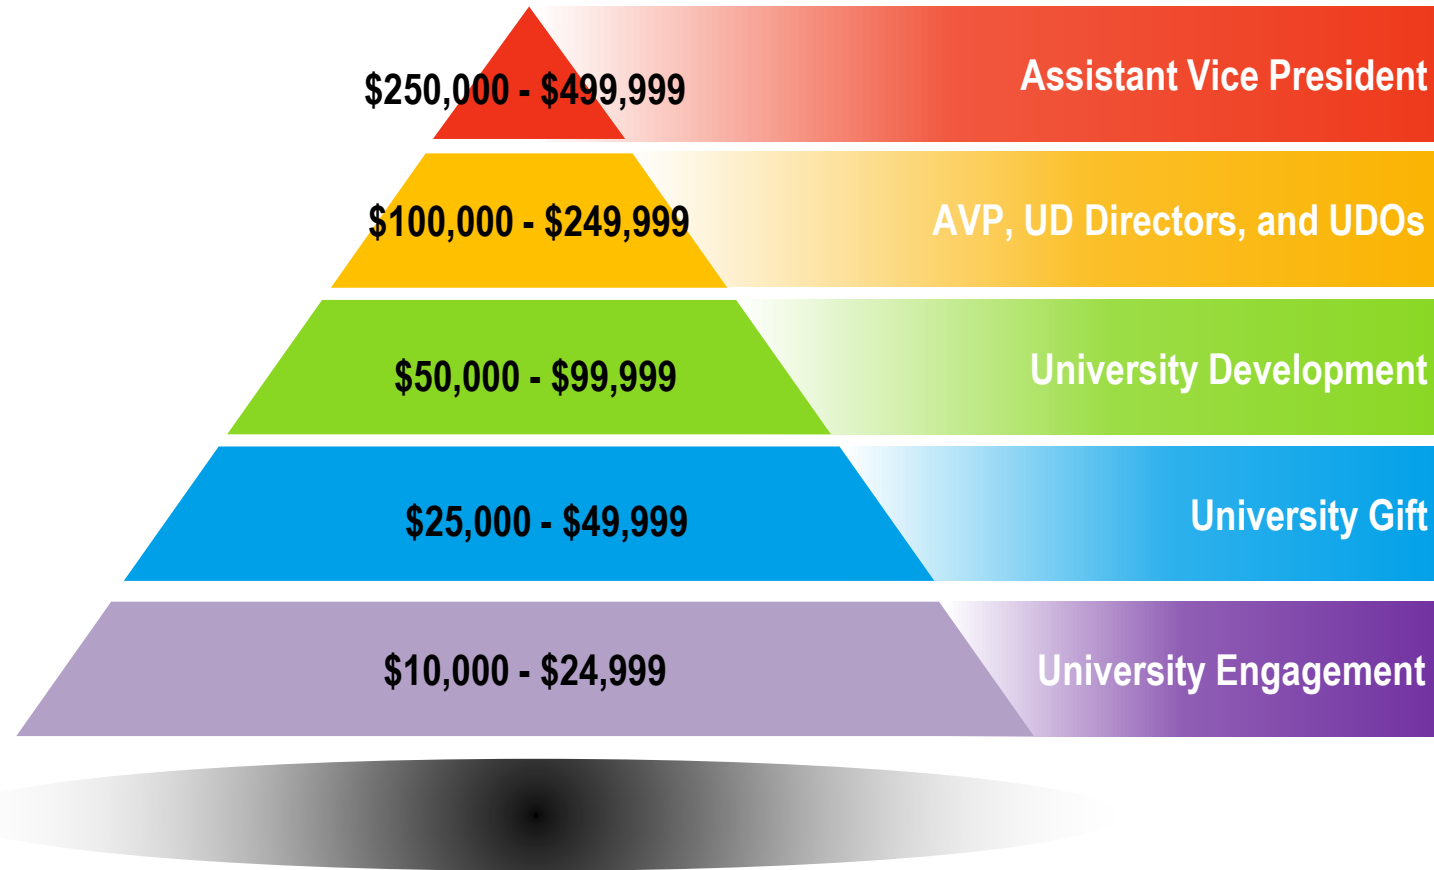 $250,000 - $499,999
Assistant Vice President
$100,000 - $249,999
AVP, UD Directors, and UDOs
$50,000 - $99,999
University Development
$25,000 - $49,999
University Gift
$10,000 - $24,999
University Engagement